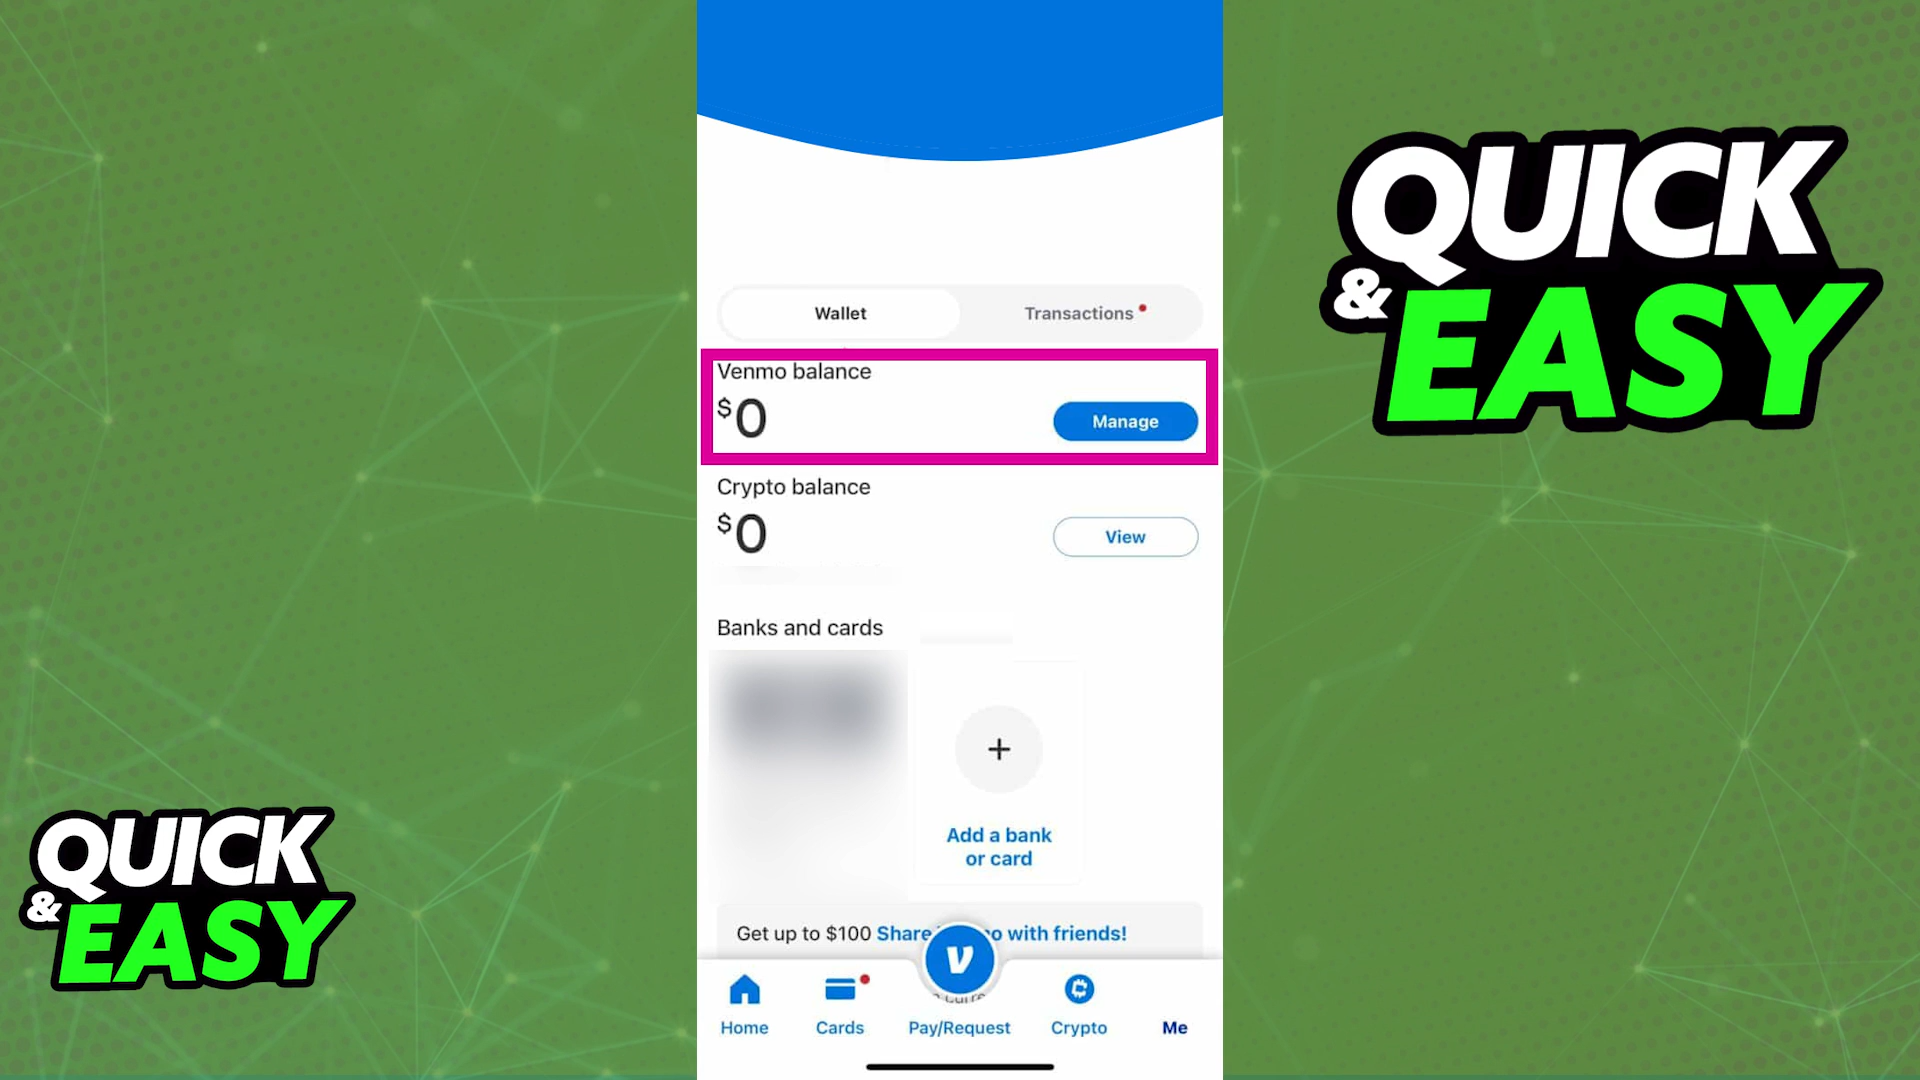 Wallet
Transactions
Venmo balance
$0
Manage
Crypto balance
$0
View
Banks and cards
+
Add a bank
or card
Get up to $100 Share with friends!
Home
Cards
Pay/Request
Crypto
Me
QUICK
& EASY
QUICK
& EASY